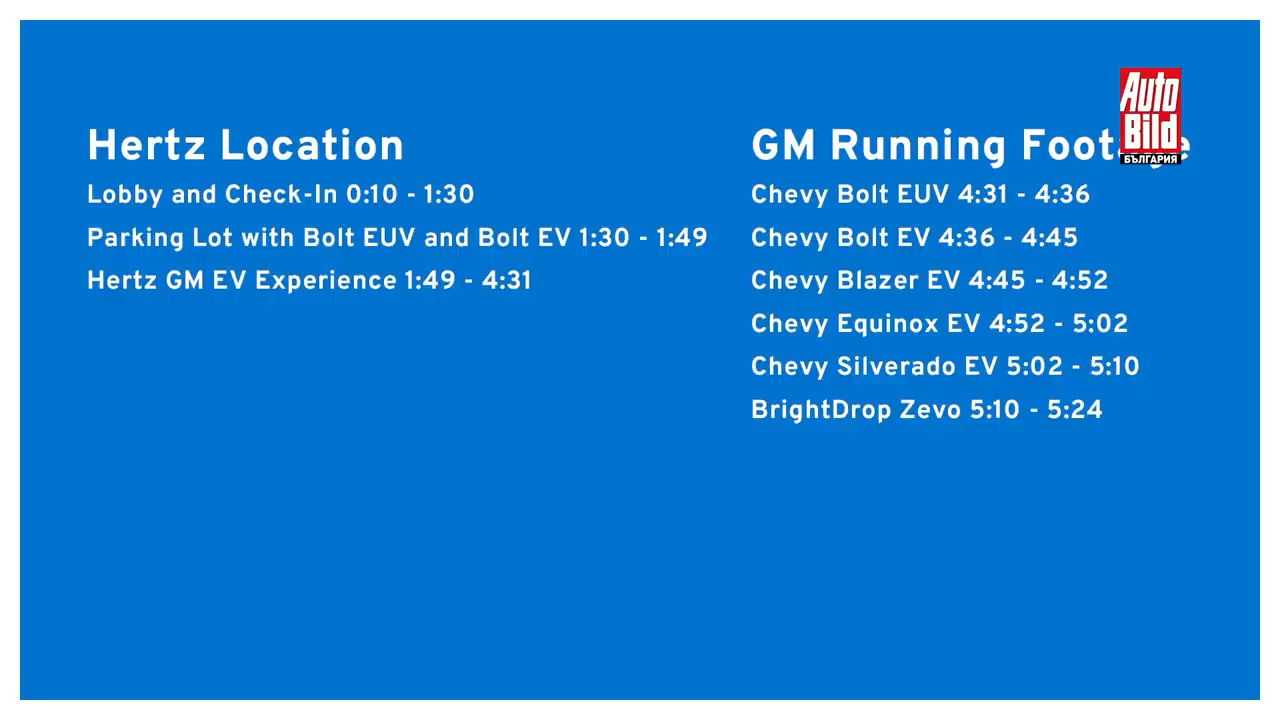 Hertz Location
Lobby and Check-In 0:10 - 1:30
Parking Lot with Bolt EUV and Bolt EV 1:30 - 1:49
Hertz GM EV Experience 1:49 - 4:31
GM Running Footage
Chevy Bolt EUV 4:31 - 4:36
Chevy Bolt EV 4:36 - 4:45
Chevy Blazer EV 4:45 - 4:52
Chevy Equinox EV 4:52 - 5:02
Chevy Silverado EV 5:02 - 5:10
BrightDrop Zevo 5:10 - 5:24
Auto
Bild
БЪЛГАРИЯ